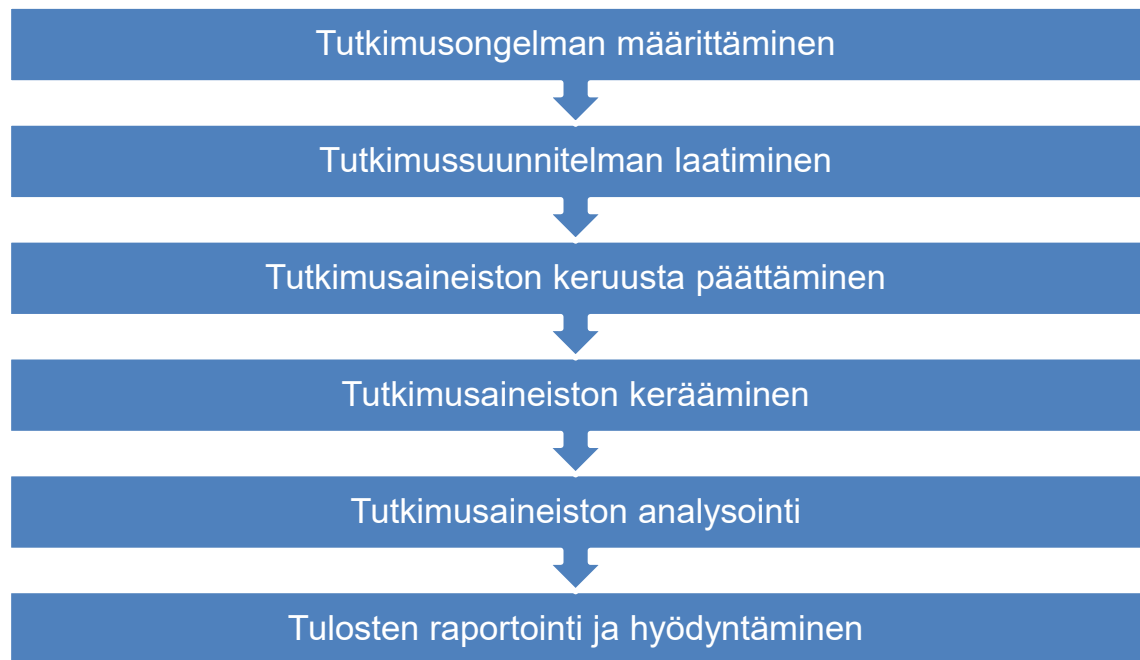 Tutkimusongelman määrittäminen
Tutkimussuunnitelman laatiminen
Tutkimusaineiston keruusta päättäminen
Tutkimusaineiston kerääminen
Tutkimusaineiston analysointi
Tulosten raportointi ja hyödyntäminen